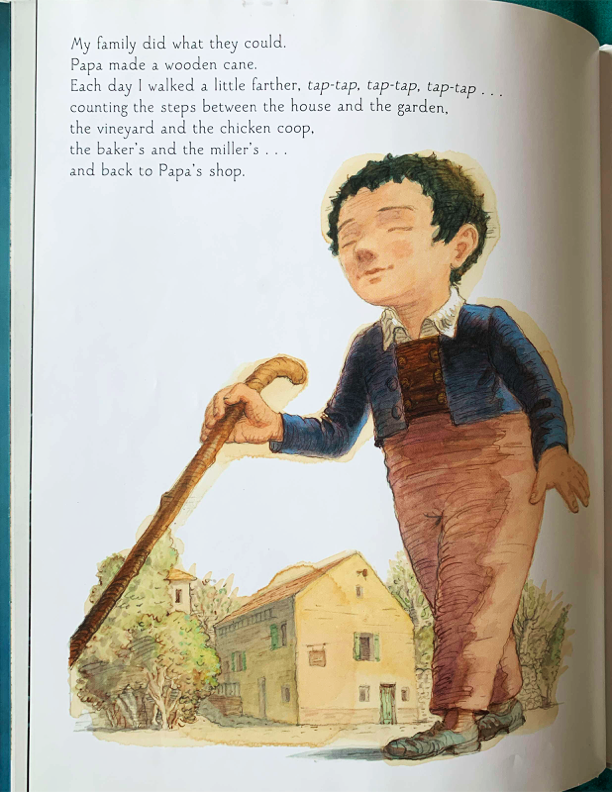 My family did what they could.
Papa made a wooden cane.
Each day I walked a little farther, tap-tap, tap-tap, tap-tap . . .
counting the steps between the house and the garden,
the vineyard and the chicken coop,
the baker's and the miller's . . .
and back to Papa's shop.